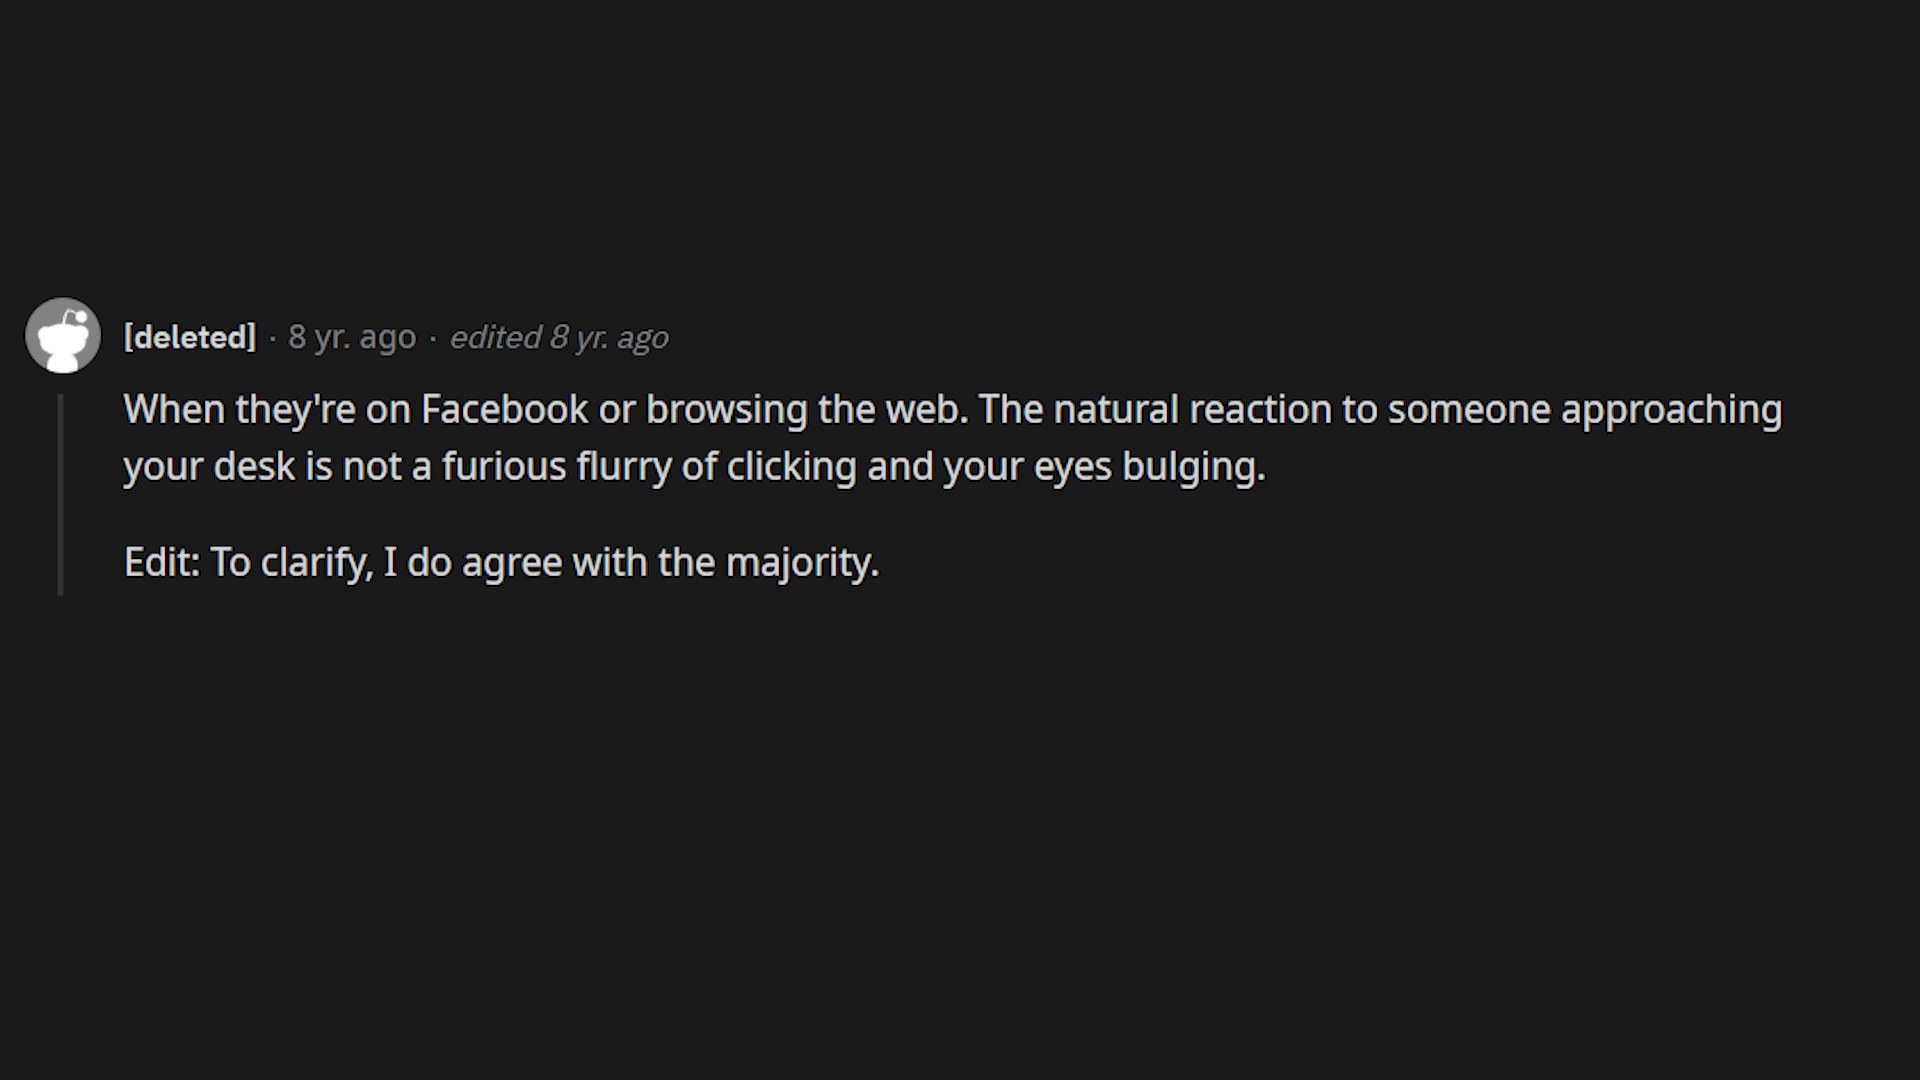 [deleted] · 8 yr. ago · edited 8 yr. ago
When they're on Facebook or browsing the web. The natural reaction to someone approaching
your desk is not a furious flurry of clicking and your eyes bulging.
Edit: To clarify, I do agree with the majority.